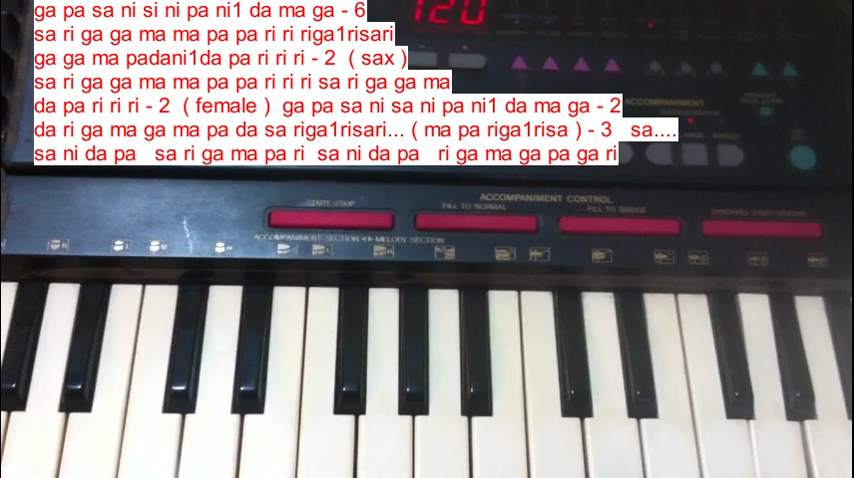 ga pa sa ni si ni pa ni1 da ma ga - 6
sa ri ga ga ma ma pa pa ri ri riga1risari
ga ga ma padani1da pa ri ri ri - 2 ( sax )
sa ri ga ga ma ma pa pa ri ri ri sa ri ga ga ma
da pa ri ri ri - 2 ( female ) ga pa sa ni sa ni pa ni1 da ma ga - 2
da ri ga ma ga ma pa da sa riga1risari... ( ma pa riga1risa ) - 3 sa....
sa ni da pa sa ri ga ma pa ri sa ni da pa ri ga ma ga pa ga ri
120
ACCOMPANIMENT
ACCOMPANIMENT CONTROL
START/STOP FILL TO NORMAL FILL TO BRIDGE SYNCHRO START/ENDING
ACCOMPANIMENT SECTION MELODY SECTION